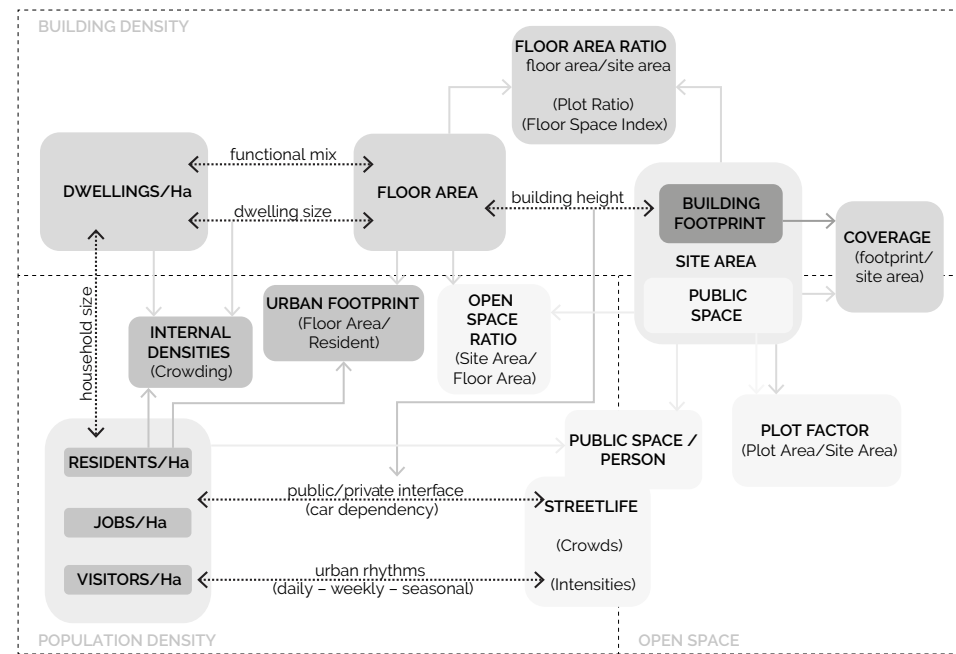 BUILDING DENSITY
FLOOR AREA RATIO
floor area/site area
(Plot Ratio)
(Floor Space Index)
DWELLINGS/Ha
functional mix
dwelling size
FLOOR AREA
building height
BUILDING
FOOTPRINT
SITE AREA
PUBLIC
SPACE
COVERAGE
(footprint/
site area)
household size
INTERNAL
DENSITIES
(Crowding)
URBAN FOOTPRINT
(Floor Area/
Resident)
OPEN
SPACE
RATIO
(Site Area/
Floor Area)
PUBLIC SPACE /
PERSON
PLOT FACTOR
(Plot Area/Site Area)
RESIDENTS/Ha
JOBS/Ha
VISITORS/Ha
public/private interface
(car dependency)
urban rhythms
(daily – weekly – seasonal)
STREETLIFE
(Crowds)
(Intensities)
POPULATION DENSITY
OPEN SPACE